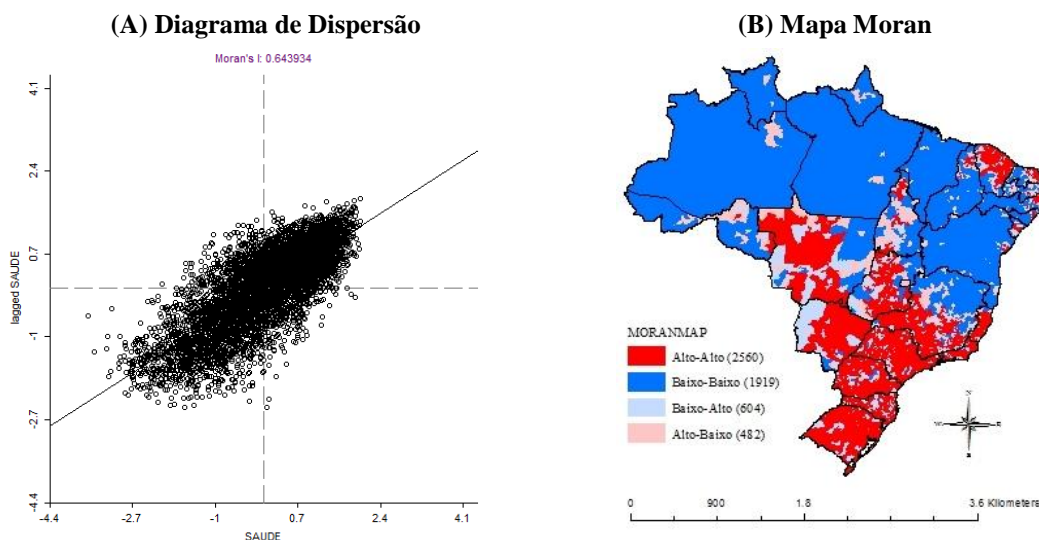 (A) Diagrama de Dispersão
Moran's I: 0.643934
4.1
2.4
0.7
-1
-2.7
-4.4
lagged SAUDE
-4.4 -2.7 -1 0.7 2.4 4.1
SAUDE
(B) Mapa Moran
MORANMAP
Alto-Alto (2560)
Baixo-Baixo (1919)
Baixo-Alto (604)
Alto-Baixo (482)
N
W E
0 900 1.8 3.6 Kilometers